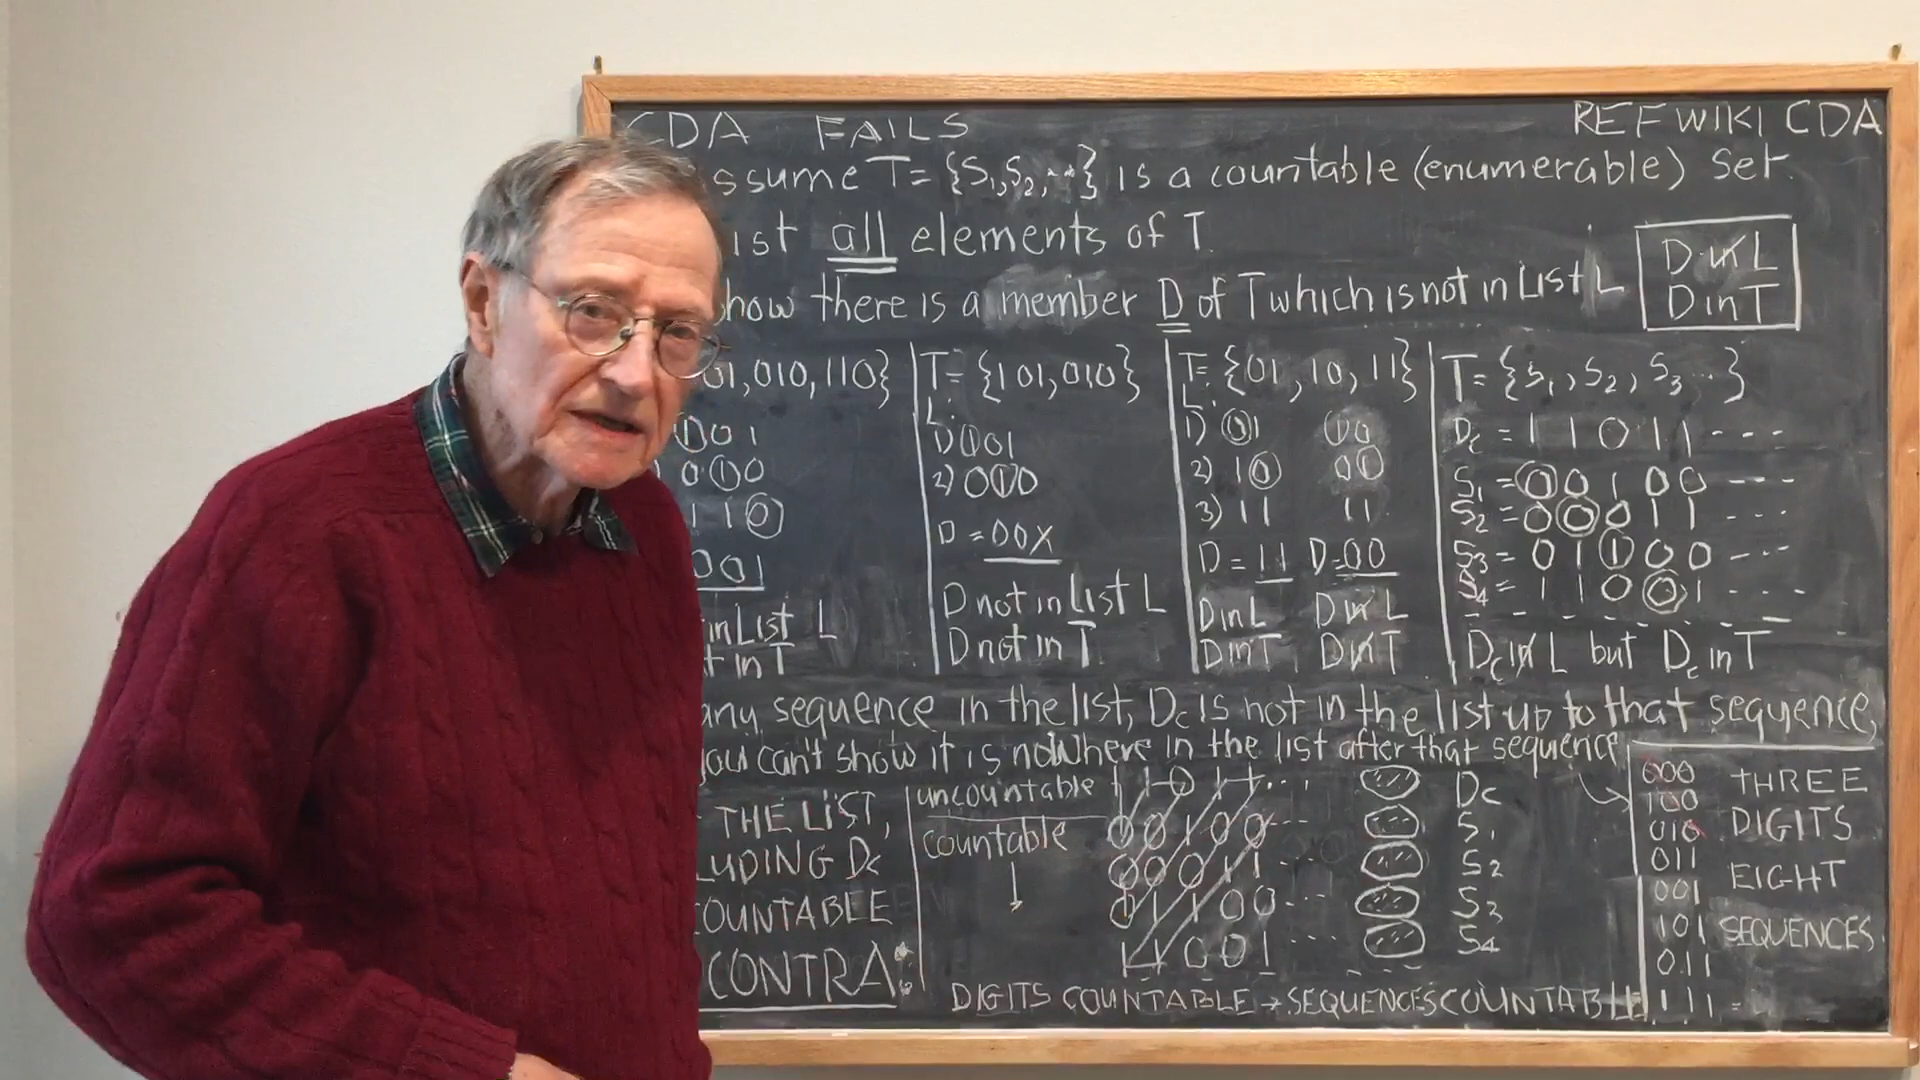 CDA FAILS REF WIKI CDA
ssume T = {S1, S2, ...} is a countable (enumerable) set.
ist all elements of T.
how there is a member D of T which is not in List L
D in L
D in T
01, 010, 110}
001
010
110
001
in List L
t in T
T = {101, 010}
L:
1) 101
2) 010
D = 00X
D not in List L
D not in T
T = {01, 10, 11}
L:
1) 01 00
2) 10 01
3) 11 11
D = 11 D = 00
D in L D in L
D in T D in T
T = {S1, S2, S3 ...}
Dc = 1 1 0 1 1 ----
S1 = 0 0 1 0 0 ----
S2 = 0 0 0 1 1 ----
S3 = 0 1 1 0 0 ----
S4 = 1 1 0 0 1 ----
Dc in L but Dc in T
any sequence in the list, Dc is not in the list up to that sequence,
you can't show it is nowhere in the list after that sequence
THE LIST,
LUDING Dc
COUNTABLE
CONTRA:
uncountable
countable
↓
1 1 0 1 1 ... Dc
0 0 1 0 0 ... S1
0 0 0 1 1 ... S2
0 1 1 0 0 ... S3
1 1 0 0 1 ... S4
DIGITS COUNTABLE → SEQUENCES COUNTABLE
000
100
010
011
001
101
011
111 =
THREE
DIGITS
EIGHT
SEQUENCES